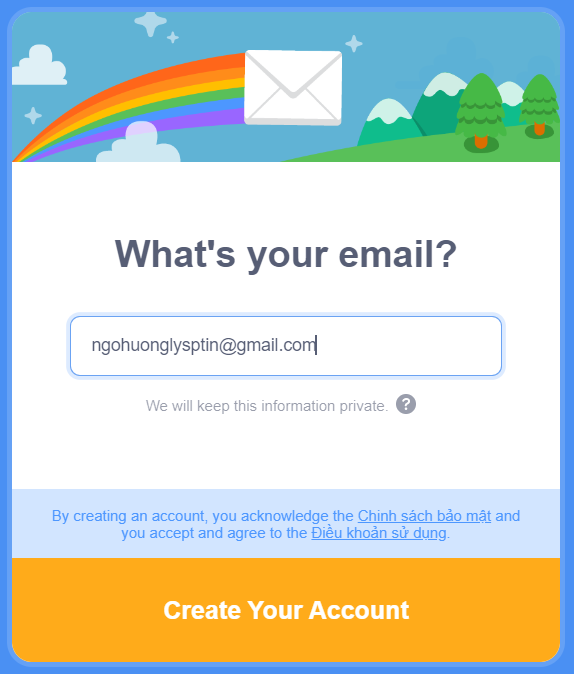 What's your email?
ngohuonglysptin@gmail.com
We will keep this information private. ?
By creating an account, you acknowledge the Chính sách bảo mật and
you accept and agree to the Điều khoản sử dụng.
Create Your Account